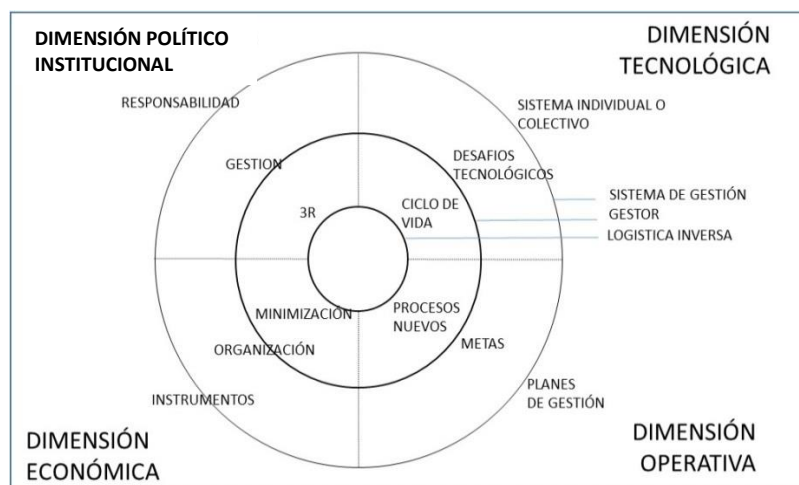 DIMENSIÓN POLÍTICO
INSTITUCIONAL
DIMENSIÓN
TECNOLÓGICA
RESPONSABILIDAD
SISTEMA INDIVIDUAL O
COLECTIVO
GESTION
DESAFIOS
TECNOLÓGICOS
3R
CICLO DE
VIDA
SISTEMA DE GESTIÓN
GESTOR
LOGISTICA INVERSA
MINIMIZACIÓN
PROCESOS
NUEVOS
ORGANIZACIÓN
METAS
INSTRUMENTOS
PLANES
DE GESTIÓN
DIMENSIÓN
ECONÓMICA
DIMENSIÓN
OPERATIVA